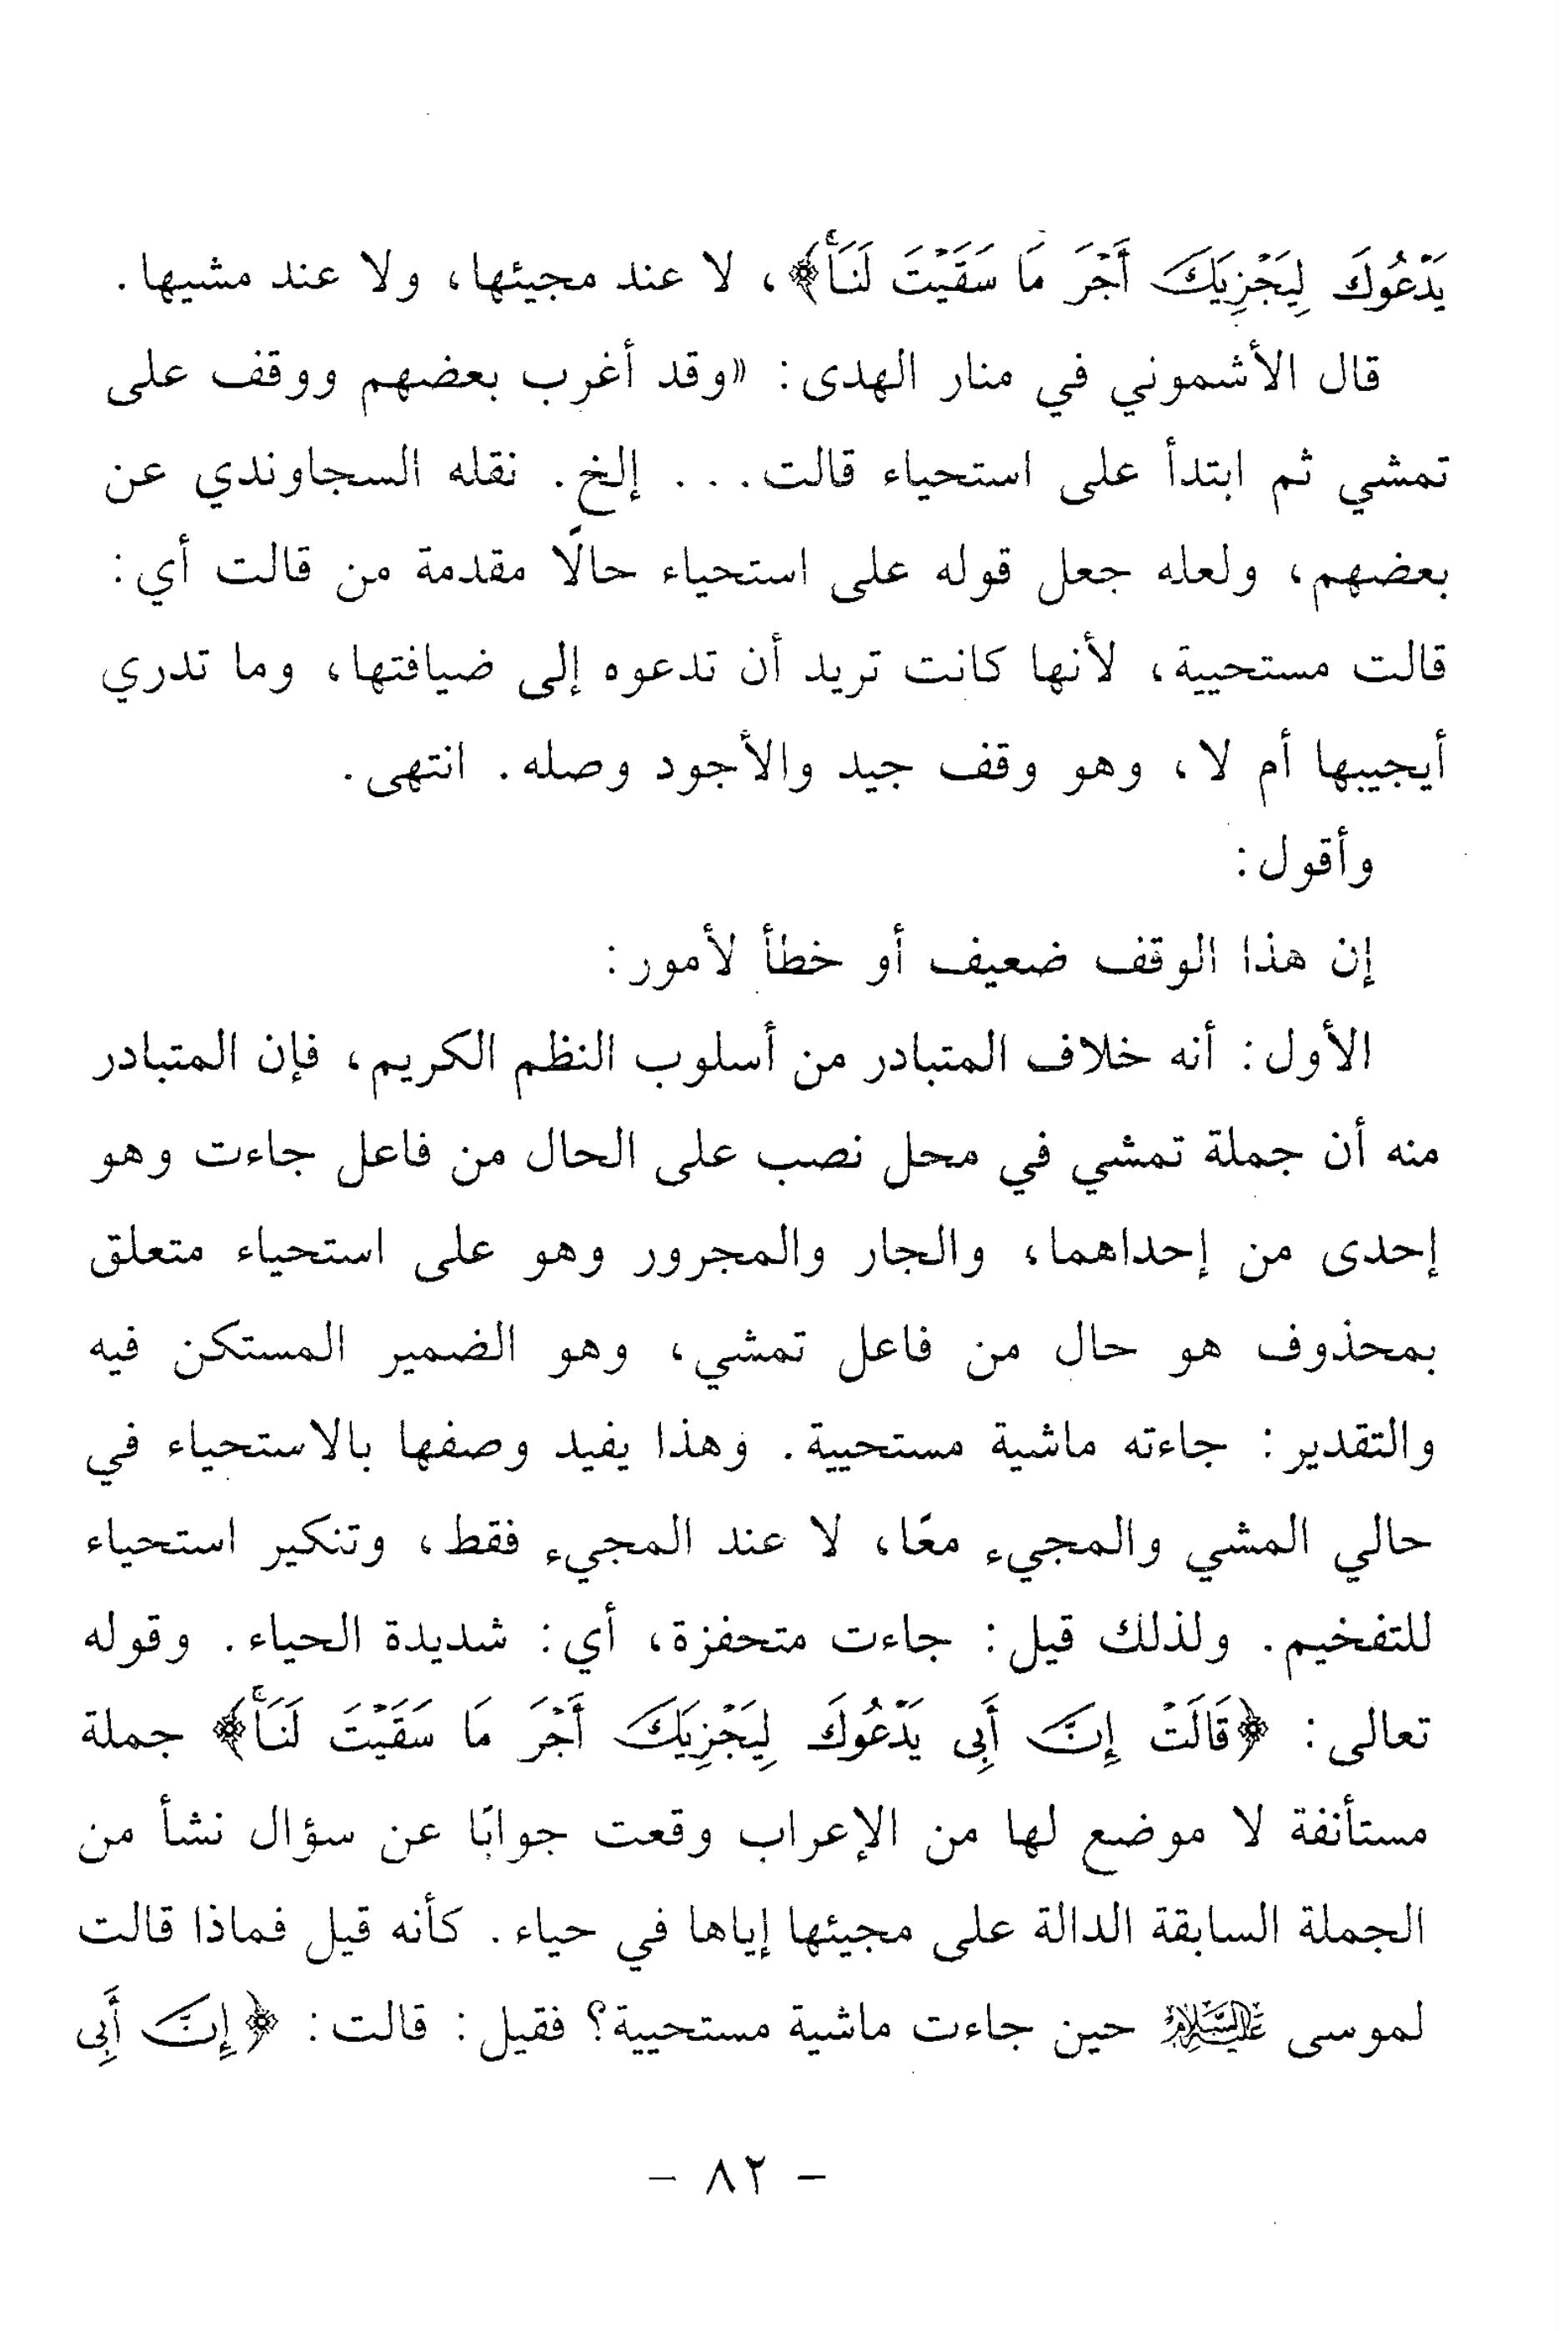 يَدْعُوكَ لِيَجْزِيَكَ أَجْرَ مَا سَقَيْتَ لَنَاۚ﴾، لا عند مجيئها، ولا عند مشيها.
قال الأشموني في منار الهدى: «وقد أغرب بعضهم ووقف على
تمشي ثم ابتدأ على استحياء قالت... إلخ. نقله السجاوندي عن
بعضهم، ولعله جعل قوله على استحياء حالًا مقدمة من قالت أي:
قالت مستحيية، لأنها كانت تريد أن تدعوه إلى ضيافتها، وما تدري
أيجيبها أم لا، وهو وقف جيد والأجود وصله. انتهى.
وأقول:
إن هذا الوقف ضعيف أو خطأ لأمور:
الأول: أنه خلاف المتبادر من أسلوب النظم الكريم، فإن المتبادر
منه أن جملة تمشي في محل نصب على الحال من فاعل جاءت وهو
إحدى من إحداهما، والجار والمجرور وهو على استحياء متعلق
بمحذوف هو حال من فاعل تمشي، وهو الضمير المستكن فيه
والتقدير: جاءته ماشية مستحيية. وهذا يفيد وصفها بالاستحياء في
حالي المشي والمجيء معًا، لا عند المجيء فقط، وتنكير استحياء
للتفخيم. ولذلك قيل: جاءت متحفزة، أي: شديدة الحياء. وقوله
تعالى: ﴿قَالَتْ إِنَّ أَبِى يَدْعُوكَ لِيَجْزِيَكَ أَجْرَ مَا سَقَيْتَ لَنَاۚ﴾ جملة
مستأنفة لا موضع لها من الإعراب وقعت جوابًا عن سؤال نشأ من
الجملة السابقة الدالة على مجيئها إياها في حياء. كأنه قيل فماذا قالت
لموسى عليه السلام حين جاءت ماشية مستحيية؟ فقيل: قالت: ﴿إِنَّ أَبِى
- ٨٢ -